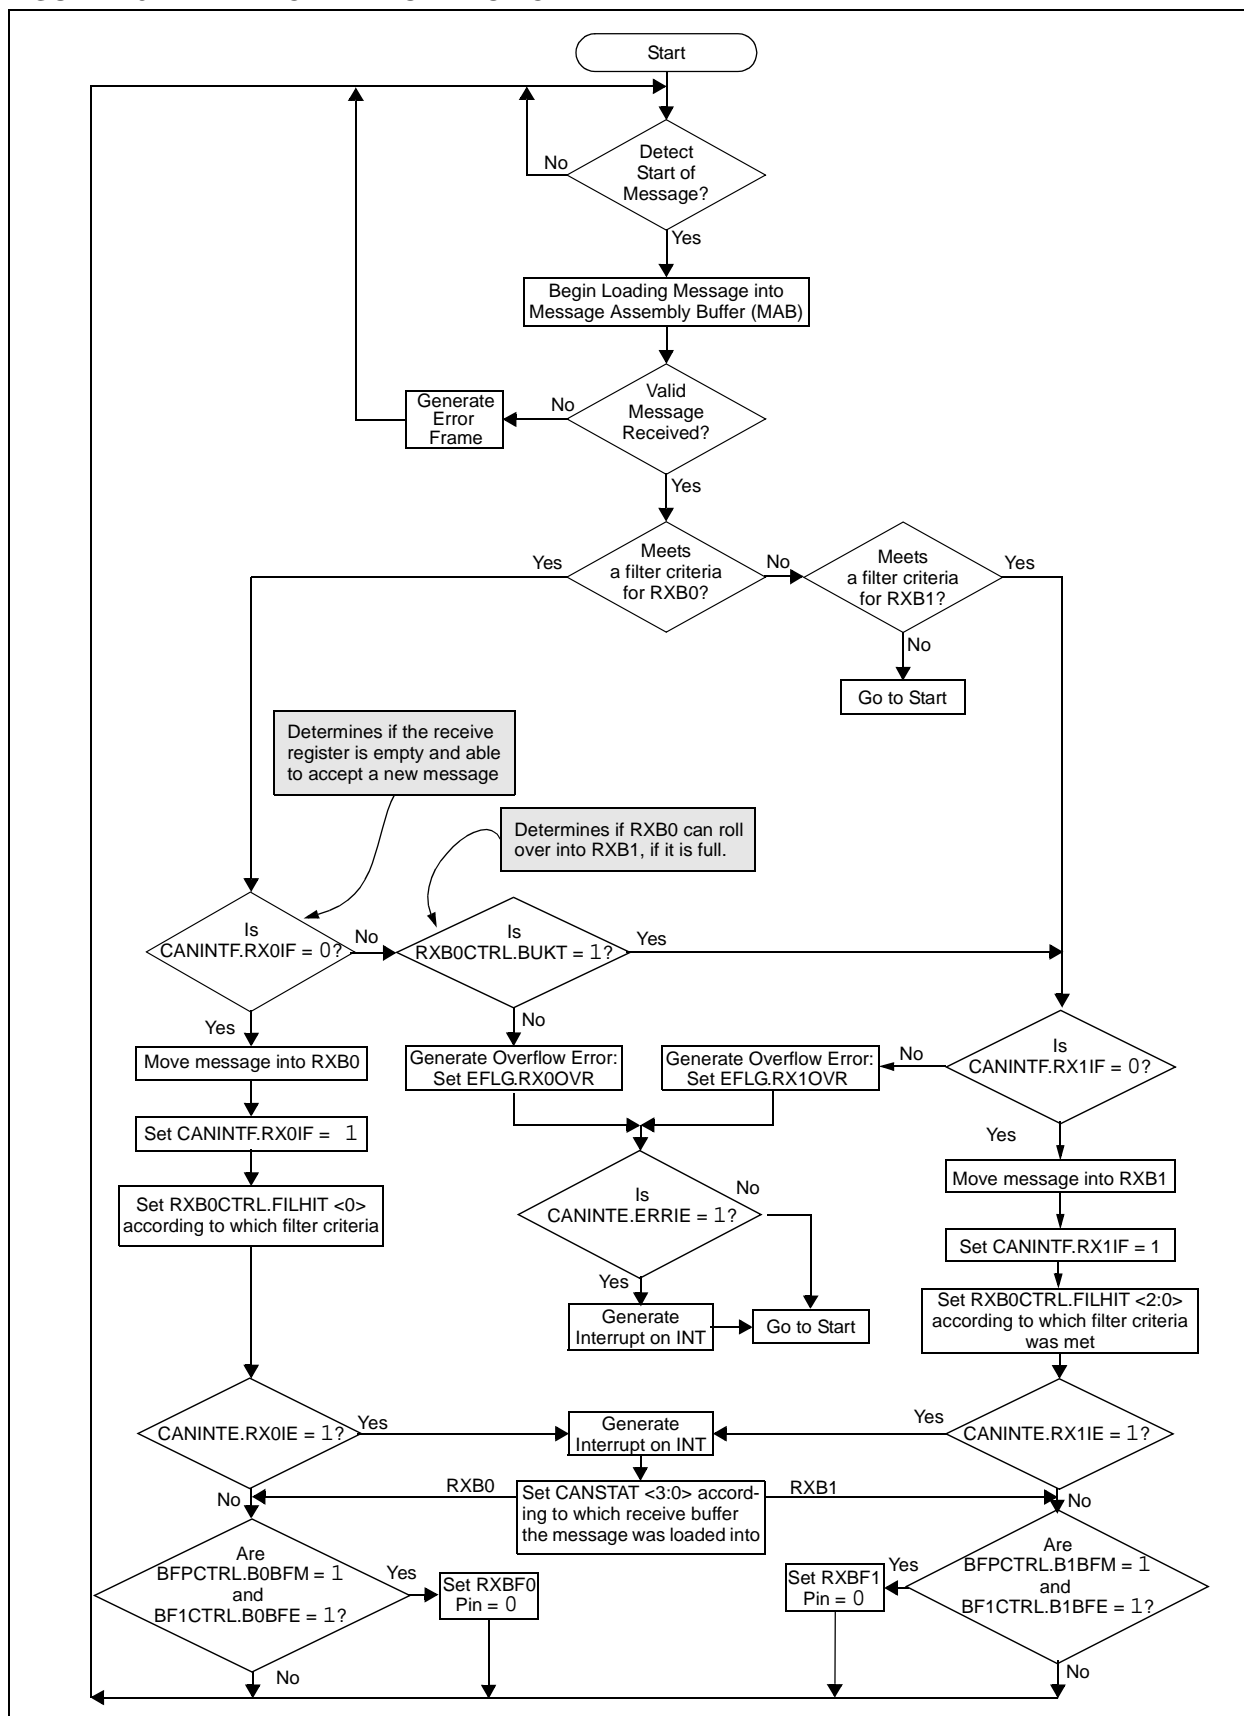 Start
Detect
Start of
Message?
No
Yes
Begin Loading Message into
Message Assembly Buffer (MAB)
Valid
Message
Received?
No
Generate
Error
Frame
Yes
Meets
a filter criteria
for RXB0?
Yes
No
Meets
a filter criteria
for RXB1?
Yes
No
Go to Start
Determines if the receive
register is empty and able
to accept a new message
Determines if RXB0 can roll
over into RXB1, if it is full.
Is
CANINTF.RX0IF = 0?
No
Is
RXB0CTRL.BUKT = 1?
Yes
Yes
No
Is
CANINTF.RX1IF = 0?
No
Yes
Move message into RXB0
Generate Overflow Error:
Set EFLG.RX0OVR
Generate Overflow Error:
Set EFLG.RX1OVR
Set CANINTF.RX0IF = 1
Move message into RXB1
Set RXB0CTRL.FILHIT <0>
according to which filter criteria
Is
CANINTE.ERRIE = 1?
No
Yes
Set CANINTF.RX1IF = 1
Generate
Interrupt on INT
Go to Start
Set RXB0CTRL.FILHIT <2:0>
according to which filter criteria
was met
CANINTE.RX0IE = 1?
Yes
Generate
Interrupt on INT
Yes
CANINTE.RX1IE = 1?
No
RXB0
Set CANSTAT <3:0> accord-
ing to which receive buffer
the message was loaded into
RXB1
No
Are
BFPCTRL.B0BFM = 1
and
BF1CTRL.B0BFE = 1?
Yes
Set RXBF0
Pin = 0
Set RXBF1
Pin = 0
Yes
Are
BFPCTRL.B1BFM = 1
and
BF1CTRL.B1BFE = 1?
No
No